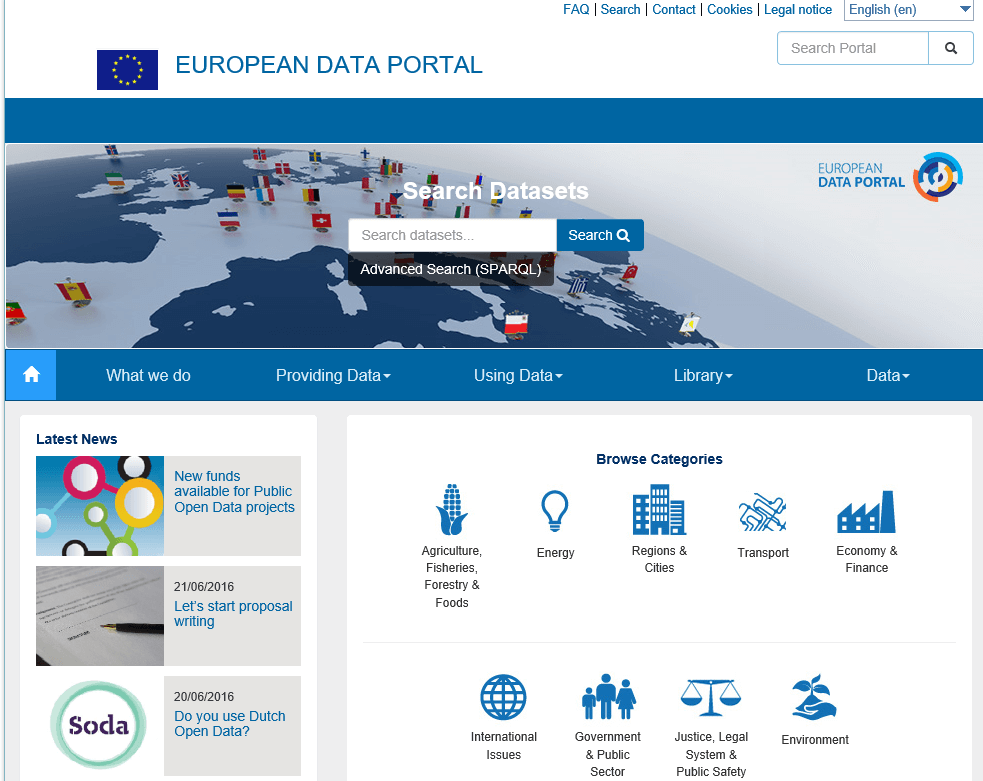 FAQ | Search | Contact | Cookies | Legal notice
English (en)
Search Portal
EUROPEAN DATA PORTAL
EUROPEAN
DATA PORTAL
Search Datasets
Search datasets...
Search
Advanced Search (SPARQL)
What we do
Providing Data
Using Data
Library
Data
Latest News
New funds
available for Public
Open Data projects
21/06/2016
Let's start proposal
writing
SIGNATURE
20/06/2016
Soda
Do you use Dutch
Open Data?
Browse Categories
Agriculture,
Fisheries,
Forestry &
Foods
Energy
Regions &
Cities
Transport
Economy &
Finance
International
Issues
Government
& Public
Sector
Justice, Legal
System &
Public Safety
Environment